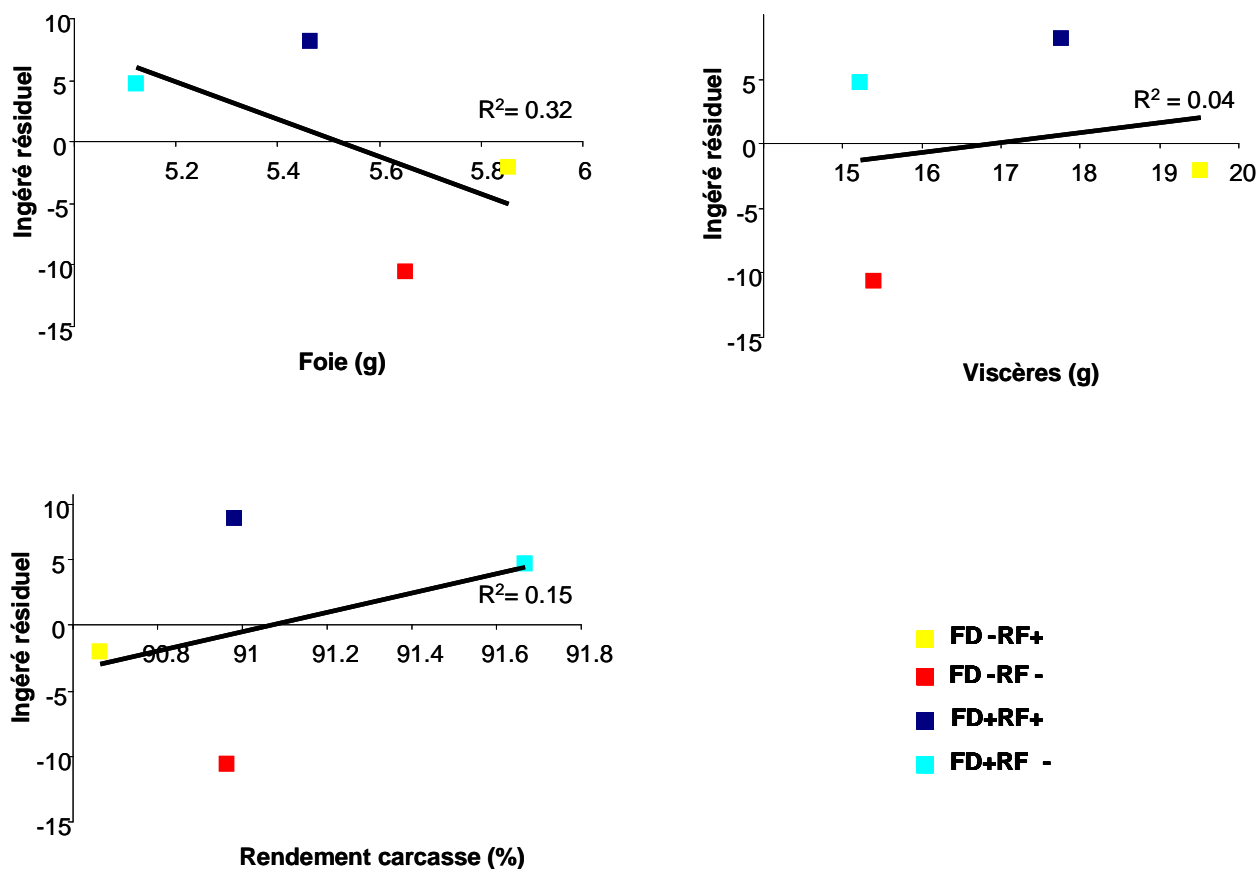 10
5
0
-5
-10
-15
Ingéré résiduel
5.2 5.4 5.6 5.8 6
R²= 0.32
Foie (g)
5
0
-5
-10
-15
Ingéré résiduel
15 16 17 18 19 20
R² = 0.04
Viscères (g)
10
5
0
-5
-10
-15
Ingéré résiduel
90.8 91 91.2 91.4 91.6 91.8
R²= 0.15
Rendement carcasse (%)
FD -RF+
FD -RF -
FD+RF+
FD+RF -